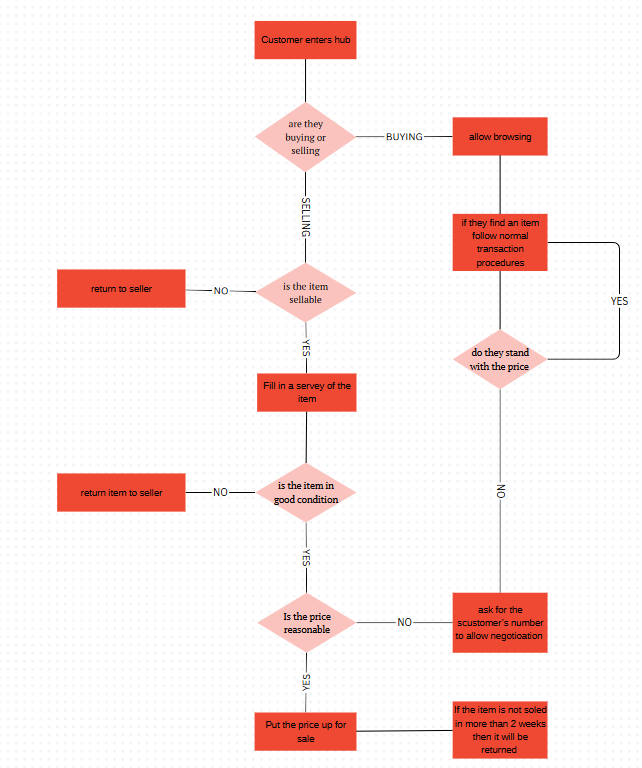 Customer enters hub
are they
buying or
selling
BUYING
allow browsing
SELLING
if they find an item
follow normal
transaction
procedures
is the item
sellable
NO
return to seller
YES
do they stand
with the price
YES
Fill in a servey of the
item
is the item in
good condition
NO
return item to seller
NO
YES
Is the price
reasonable
NO
ask for the
scustomer's number
to allow negotioation
YES
Put the price up for
sale
If the item is not soled
in more than 2 weeks
then it will be
returned